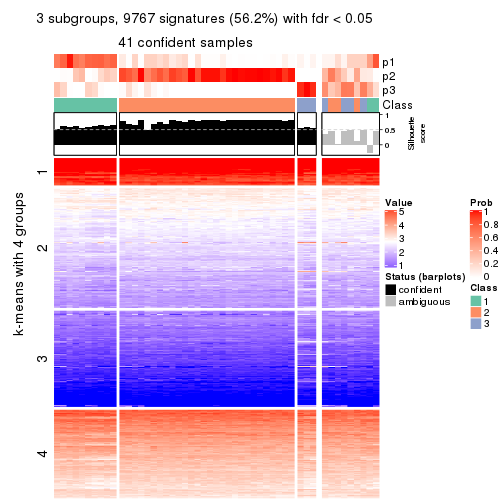 3 subgroups, 9767 signatures (56.2%) with fdr < 0.05
41 confident samples
p1
p2
p3
Class
1
0.5
0
Silhouette
score
k-means with 4 groups
1
2
3
4
Value
5
4
3
2
1
Status (barplots)
confident
ambiguous
Prob
1
0.8
0.6
0.4
0.2
0
Class
1
2
3